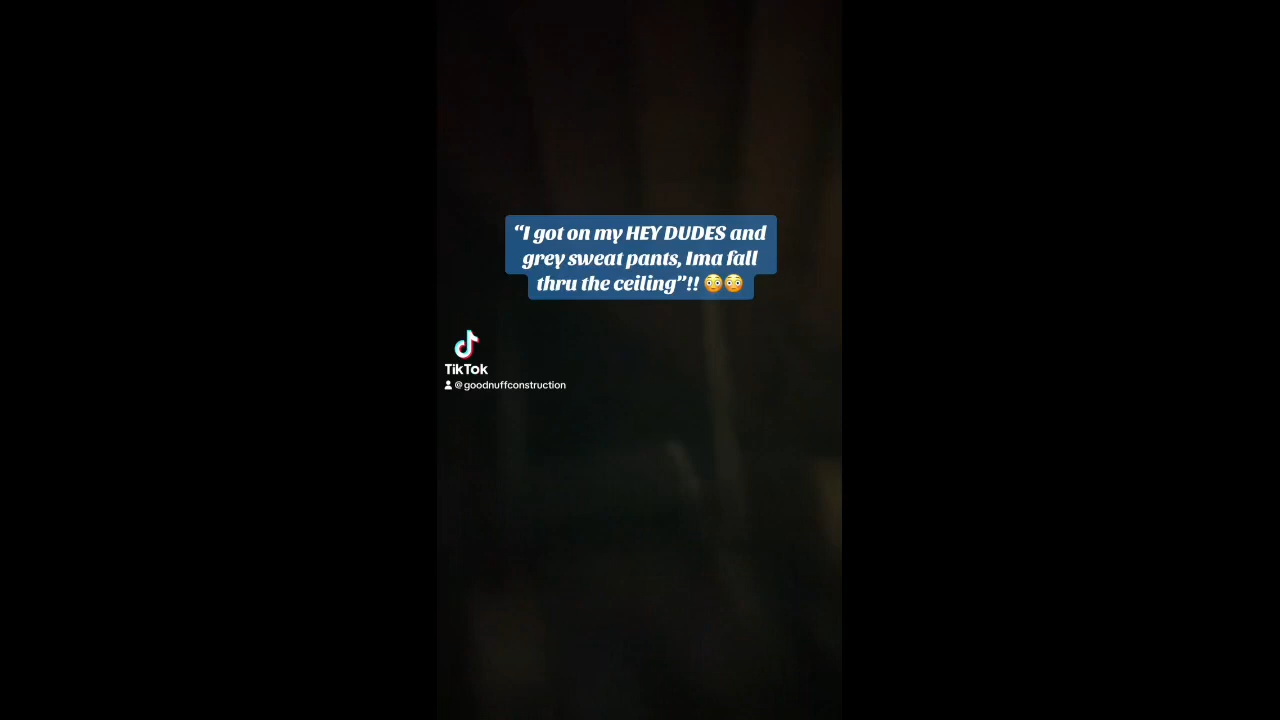 “I got on my HEY DUDES and
grey sweat pants, Ima fall
thru the ceiling”!! 😳😳
TikTok
@goodnuffconstruction